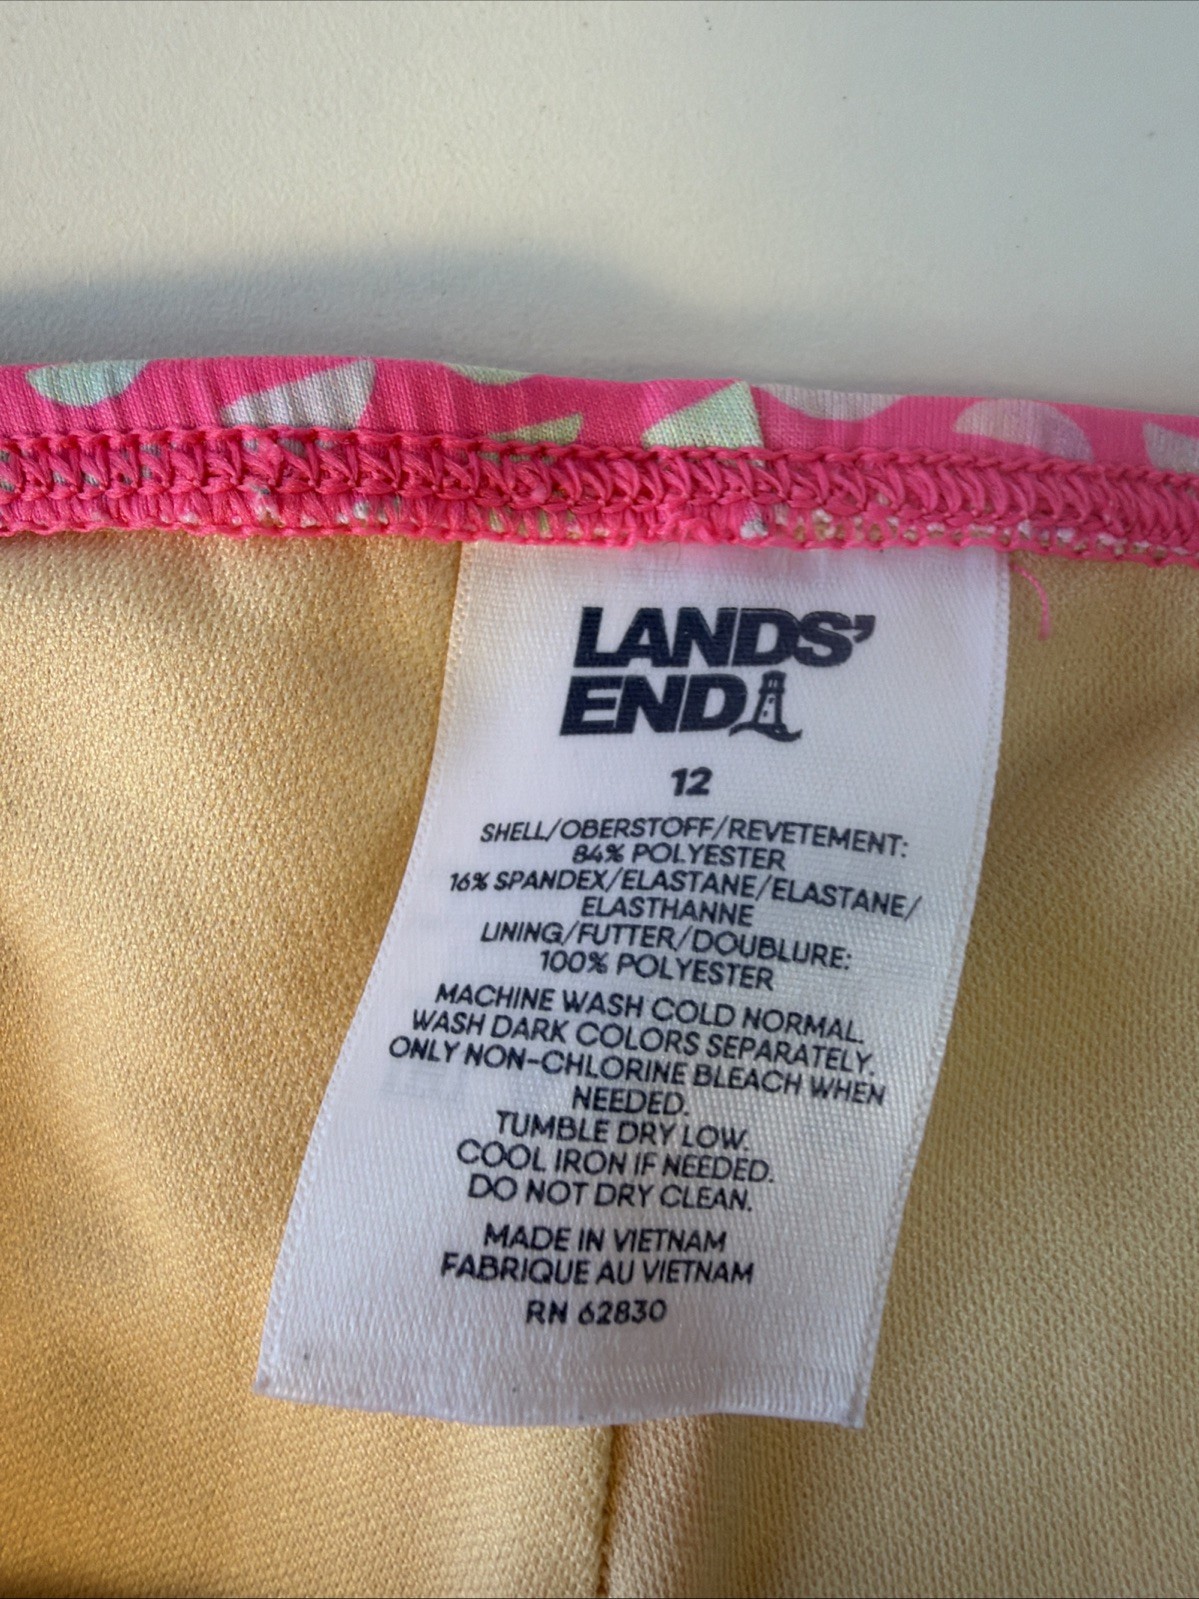 LANDS'
END
12
SHELL/OBERSTOFF/REVETEMENT:
84% POLYESTER
16% SPANDEX/ELASTANE/ELASTANE/
ELASTHANNE
LINING/FUTTER/DOUBLURE:
100% POLYESTER
MACHINE WASH COLD NORMAL.
WASH DARK COLORS SEPARATELY.
ONLY NON-CHLORINE BLEACH WHEN
NEEDED.
TUMBLE DRY LOW.
COOL IRON IF NEEDED.
DO NOT DRY CLEAN.
MADE IN VIETNAM
FABRIQUE AU VIETNAM
RN 62830